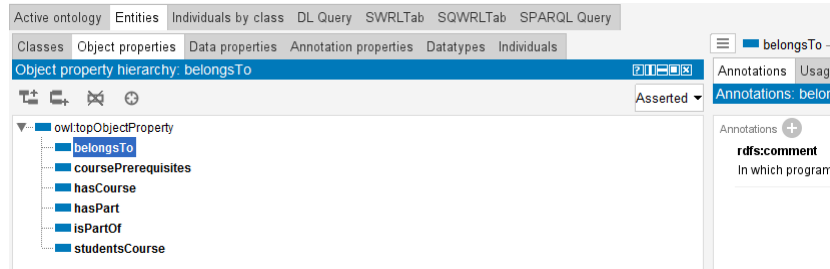 Active ontology Entities Individuals by class DL Query SWRLTab SQWRLTab SPARQL Query
Classes Object properties Data properties Annotation properties Datatypes Individuals
Object property hierarchy: belongsTo
Asserted
owl:topObjectProperty
belongsTo
coursePrerequisites
hasCourse
hasPart
isPartOf
studentsCourse
belongsTo
Annotations
Annotations:
Annotations
rdfs:comment
In which